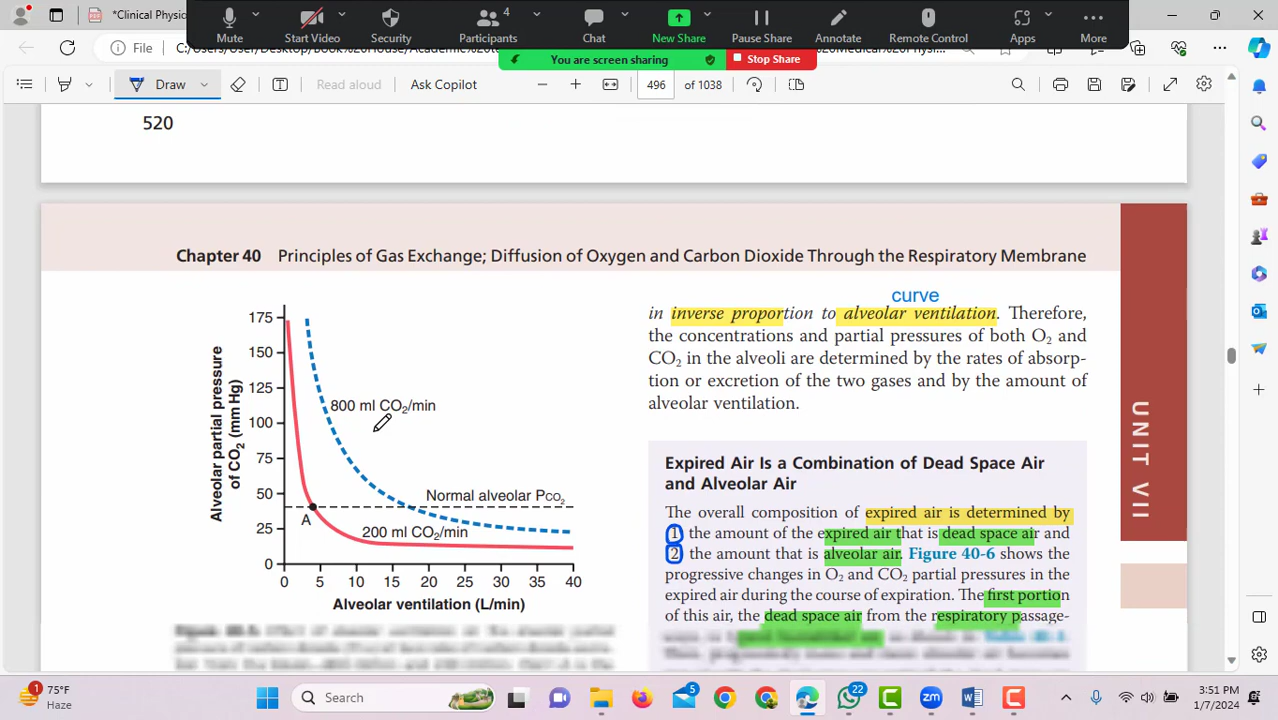 *Clinical Physi
4
Mute
Start Video
Security
Participants
Chat
New Share
Pause Share
Annotate
Remote Control
Apps
More
File
You are screen sharing
Stop Share
Draw
Read aloud
Ask Copilot
496 of 1038
520
Chapter 40 Principles of Gas Exchange; Diffusion of Oxygen and Carbon Dioxide Through the Respiratory Membrane
175
150
125
100
75
50
25
0
Alveolar partial pressure
of CO₂ (mm Hg)
800 ml CO₂/min
Normal alveolar PCO₂
A
200 ml CO₂/min
0 5 10 15 20 25 30 35 40
Alveolar ventilation (L/min)
curve
in inverse proportion to alveolar ventilation. Therefore,
the concentrations and partial pressures of both O₂ and
CO₂ in the alveoli are determined by the rates of absorp-
tion or excretion of the two gases and by the amount of
alveolar ventilation.
Expired Air Is a Combination of Dead Space Air
and Alveolar Air
The overall composition of expired air is determined by
1 the amount of the expired air that is dead space air and
2 the amount that is alveolar air. Figure 40-6 shows the
progressive changes in O₂ and CO₂ partial pressures in the
expired air during the course of expiration. The first portion
of this air, the dead space air from the respiratory passage-
UNIT VII
1
75°F
Haze
Search
5
22
3:51 PM
1/7/2024